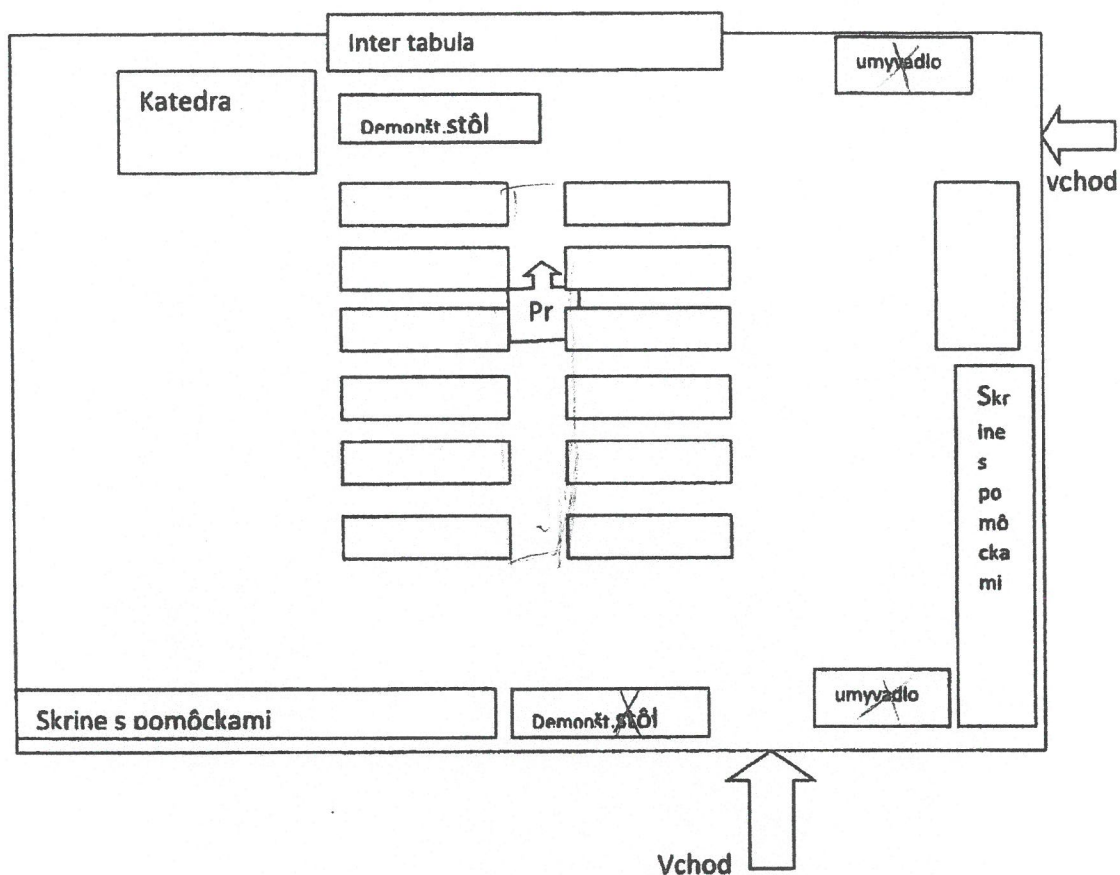 Inter tabula
umyvadlo
Katedra
Demonšt.stôl
vchod
Pr
Skr
ine
s
po
mô
cka
mi
umyvadlo
Skrine s pomôckami
Demonšt.stôl
Vchod